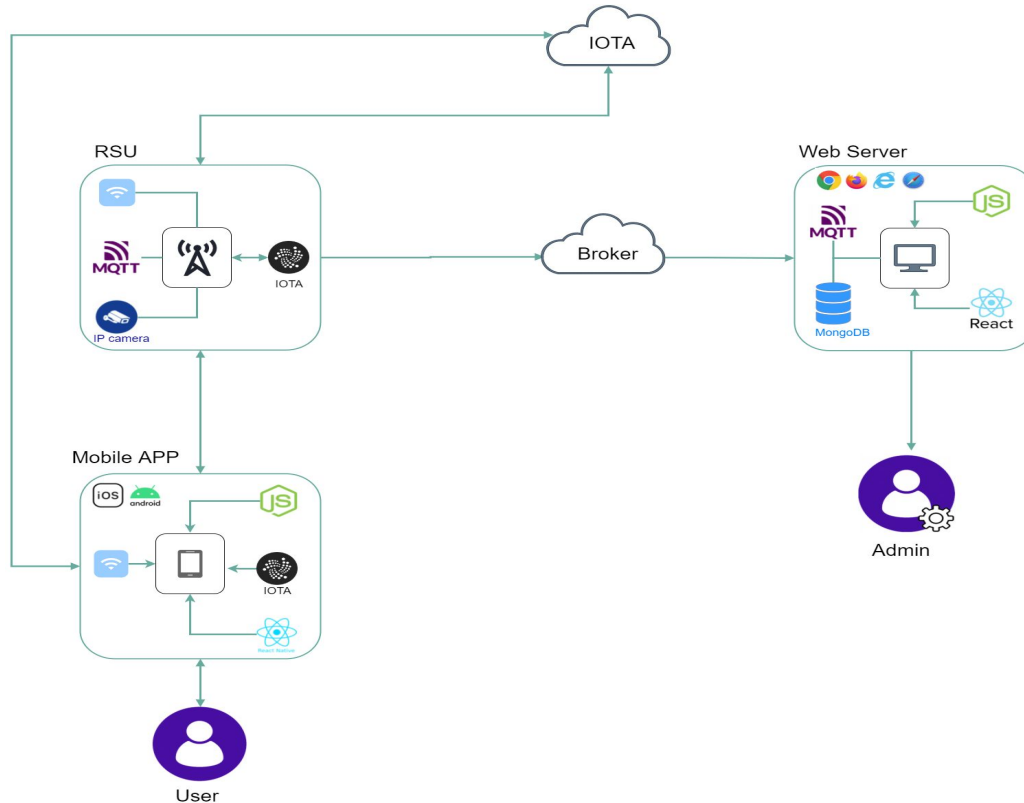 IOTA
RSU
MQTT
IOTA
IP camera
Broker
Web Server
JS
MQTT
MongoDB
React
Mobile APP
iOS
android
JS
IOTA
React Native
Admin
User